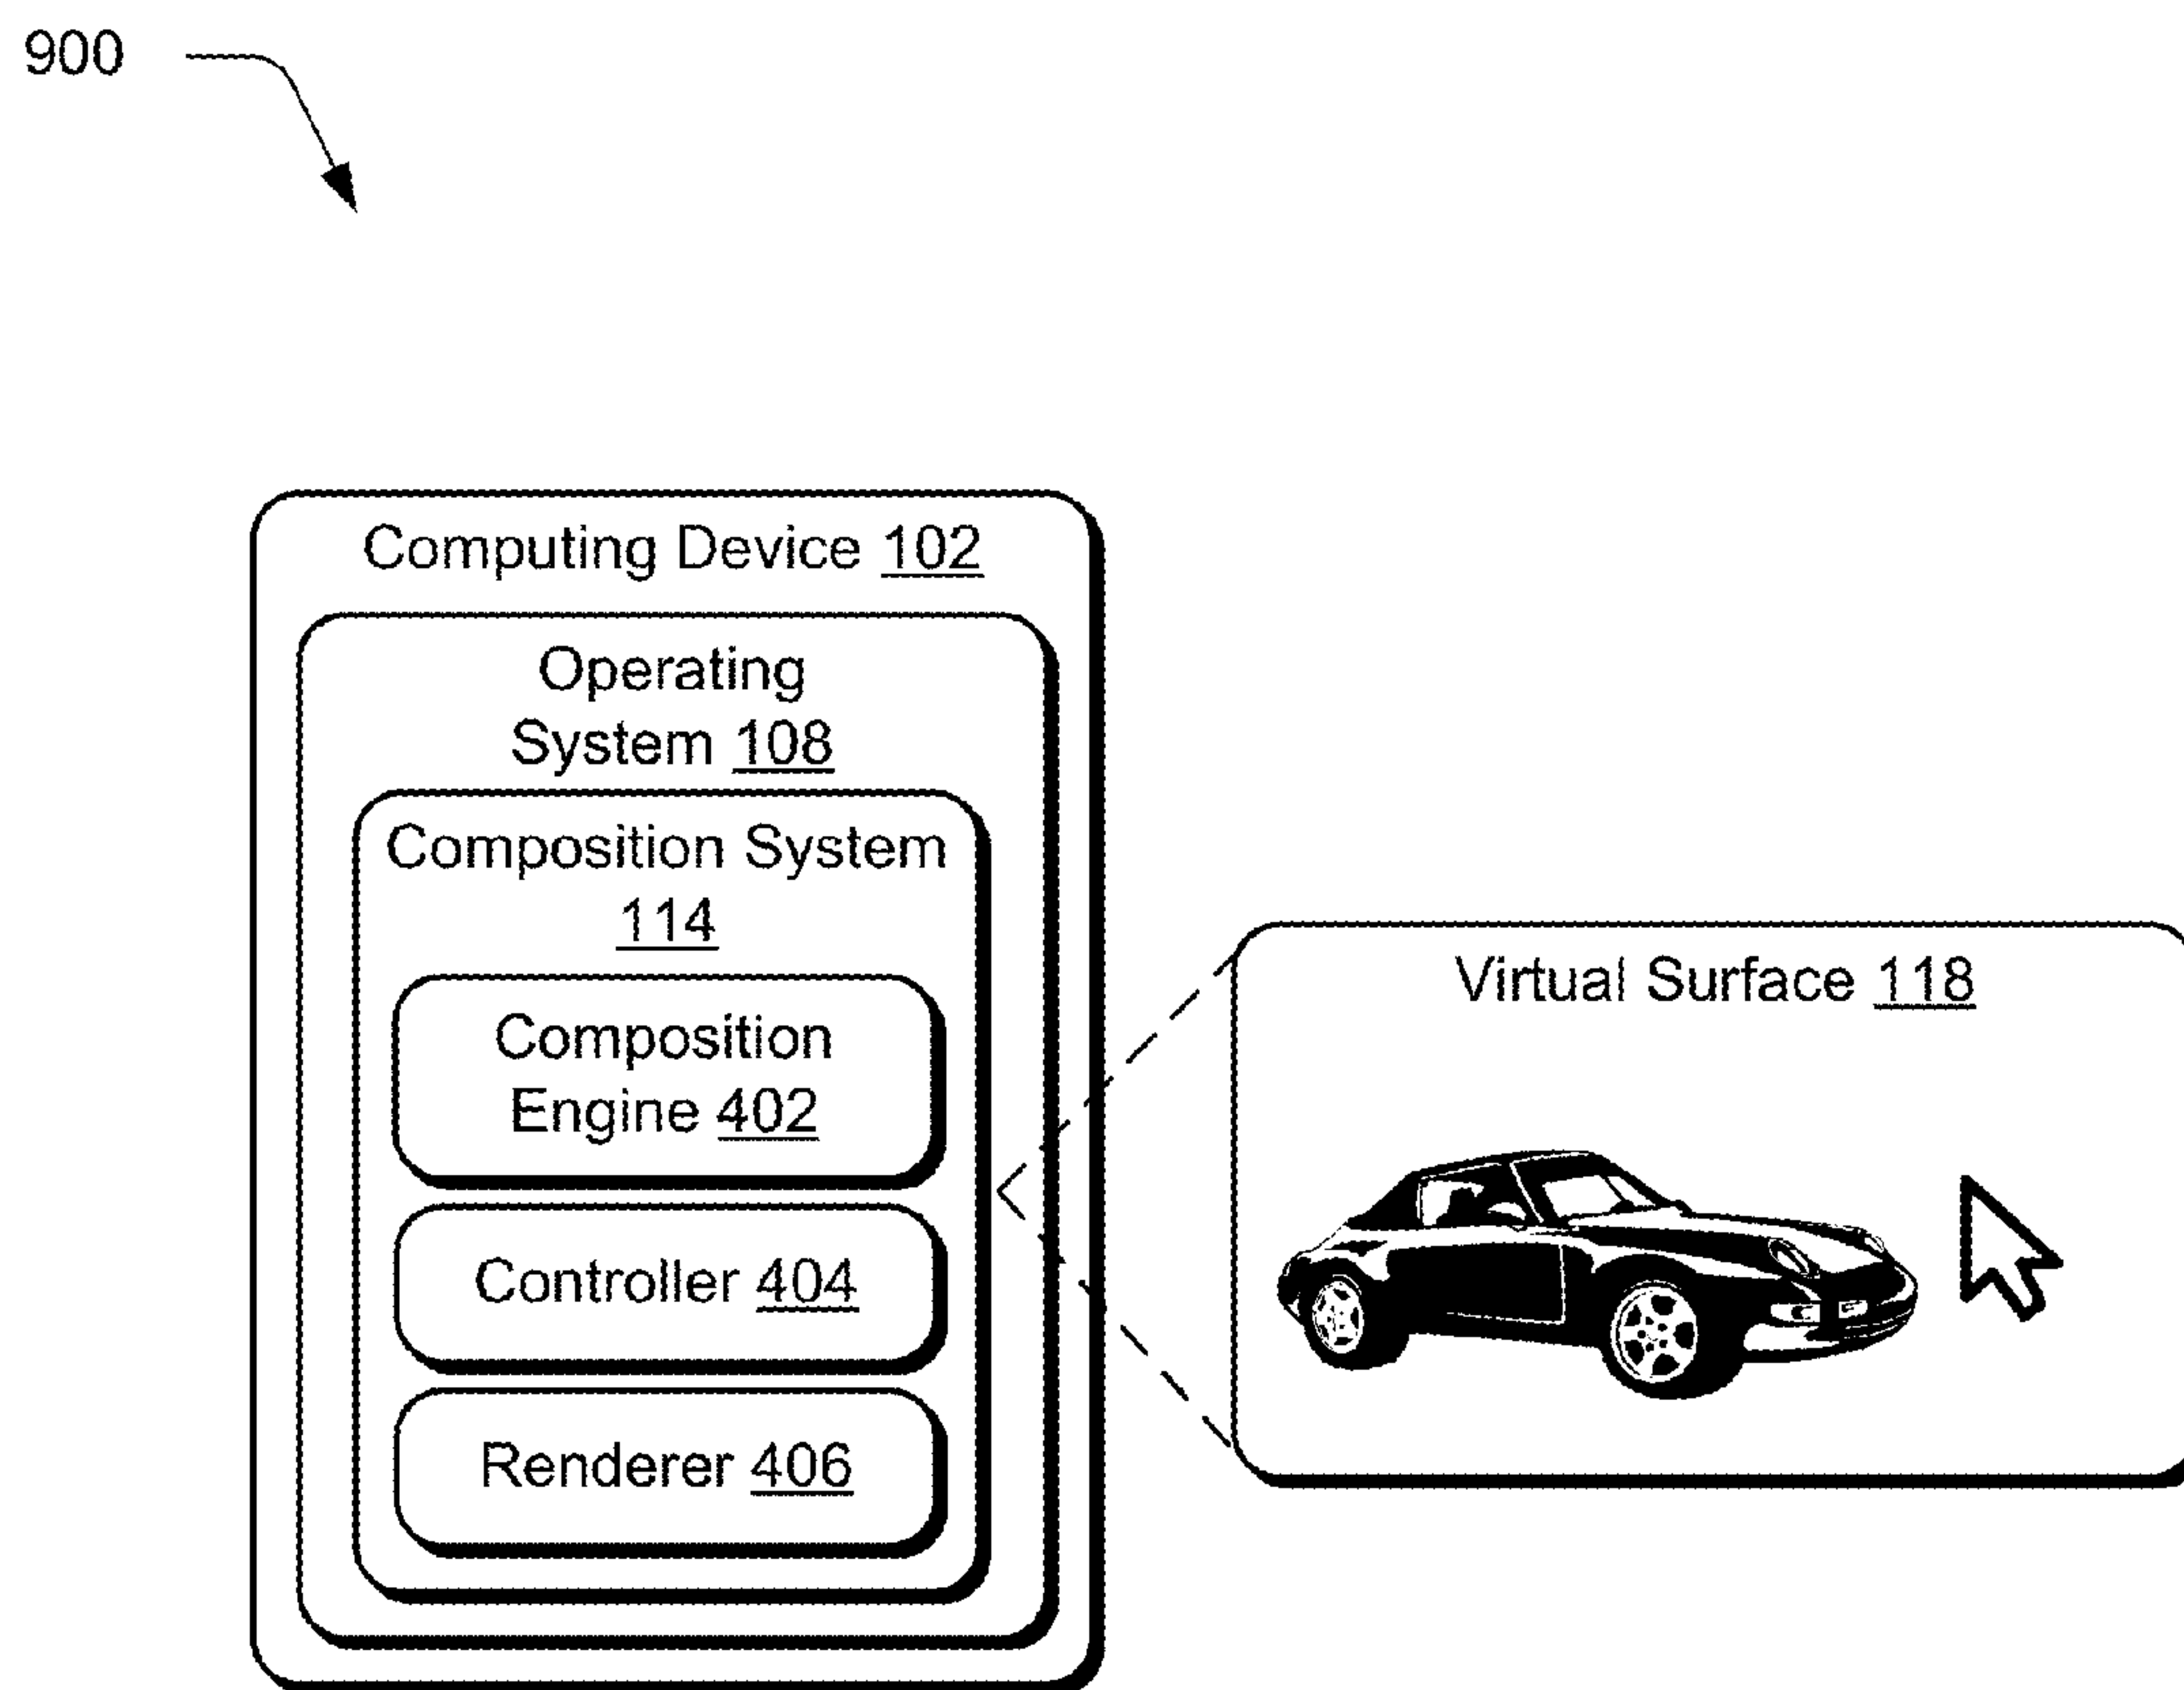 900
Computing Device 102
Operating
System 108
Composition System
114
Composition
Engine 402
Controller 404
Renderer 406
Virtual Surface 118